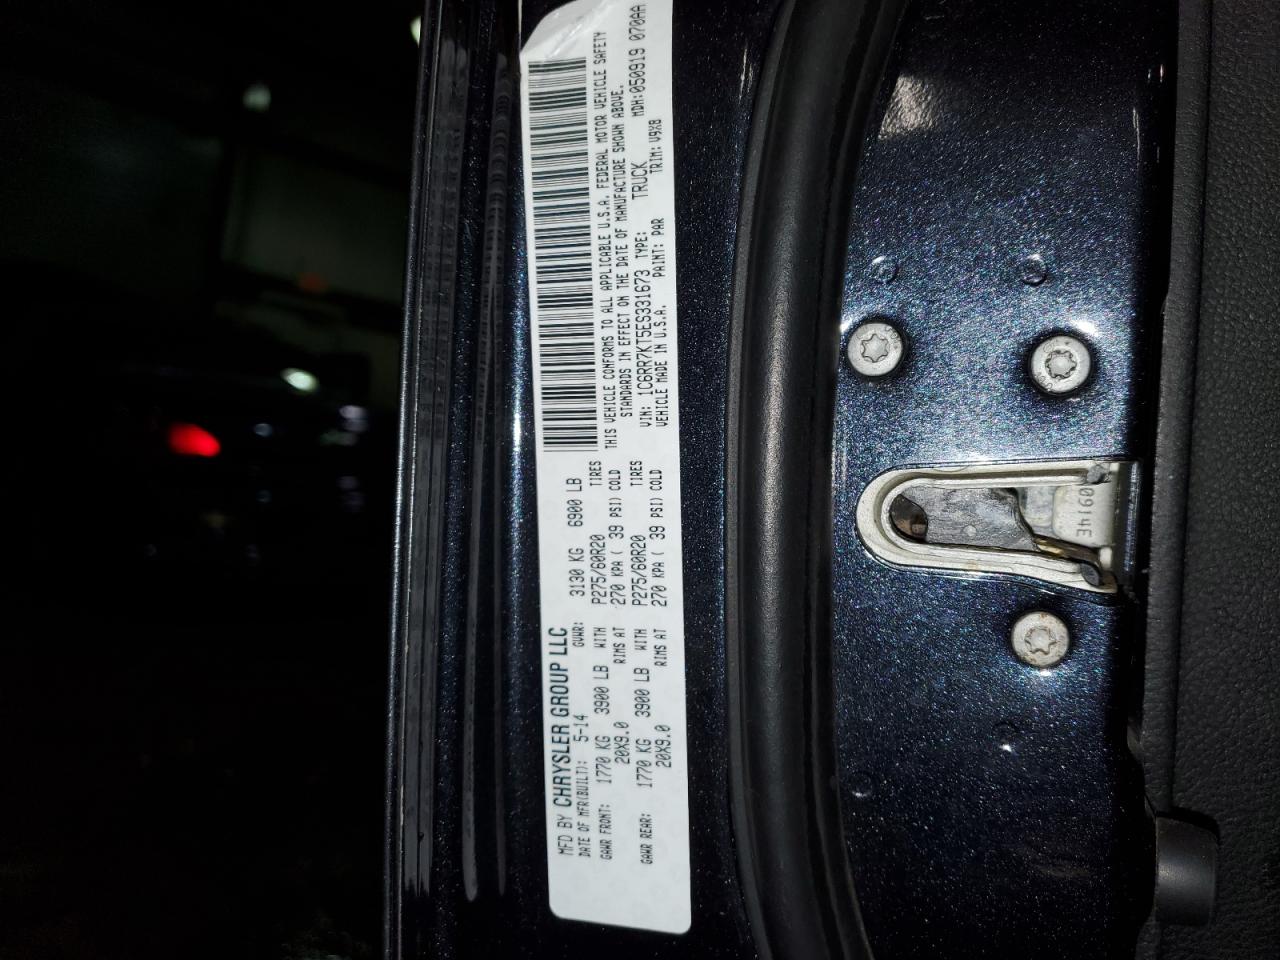 MFD BY CHRYSLER GROUP LLC
DATE OF MFR(BUILT): 5-14 GVWR: 3130 KG 6900 LB
GAWR FRONT: 1770 KG 3900 LB WITH P275/60R20 TIRES
20X9.0 RIMS AT 270 KPA ( 39 PSI) COLD
GAWR REAR: 1770 KG 3900 LB WITH P275/60R20 TIRES
20X9.0 RIMS AT 270 KPA ( 39 PSI) COLD
THIS VEHICLE CONFORMS TO ALL APPLICABLE U.S.A. FEDERAL MOTOR VEHICLE SAFETY
STANDARDS IN EFFECT ON THE DATE OF MANUFACTURE SHOWN ABOVE.
VIN: 1C6RR7KT5ES331673 TYPE: TRUCK MDH:050919 070AA
VEHICLE MADE IN U.S.A. PAINT: PAR TRIM: V9X8
0914E